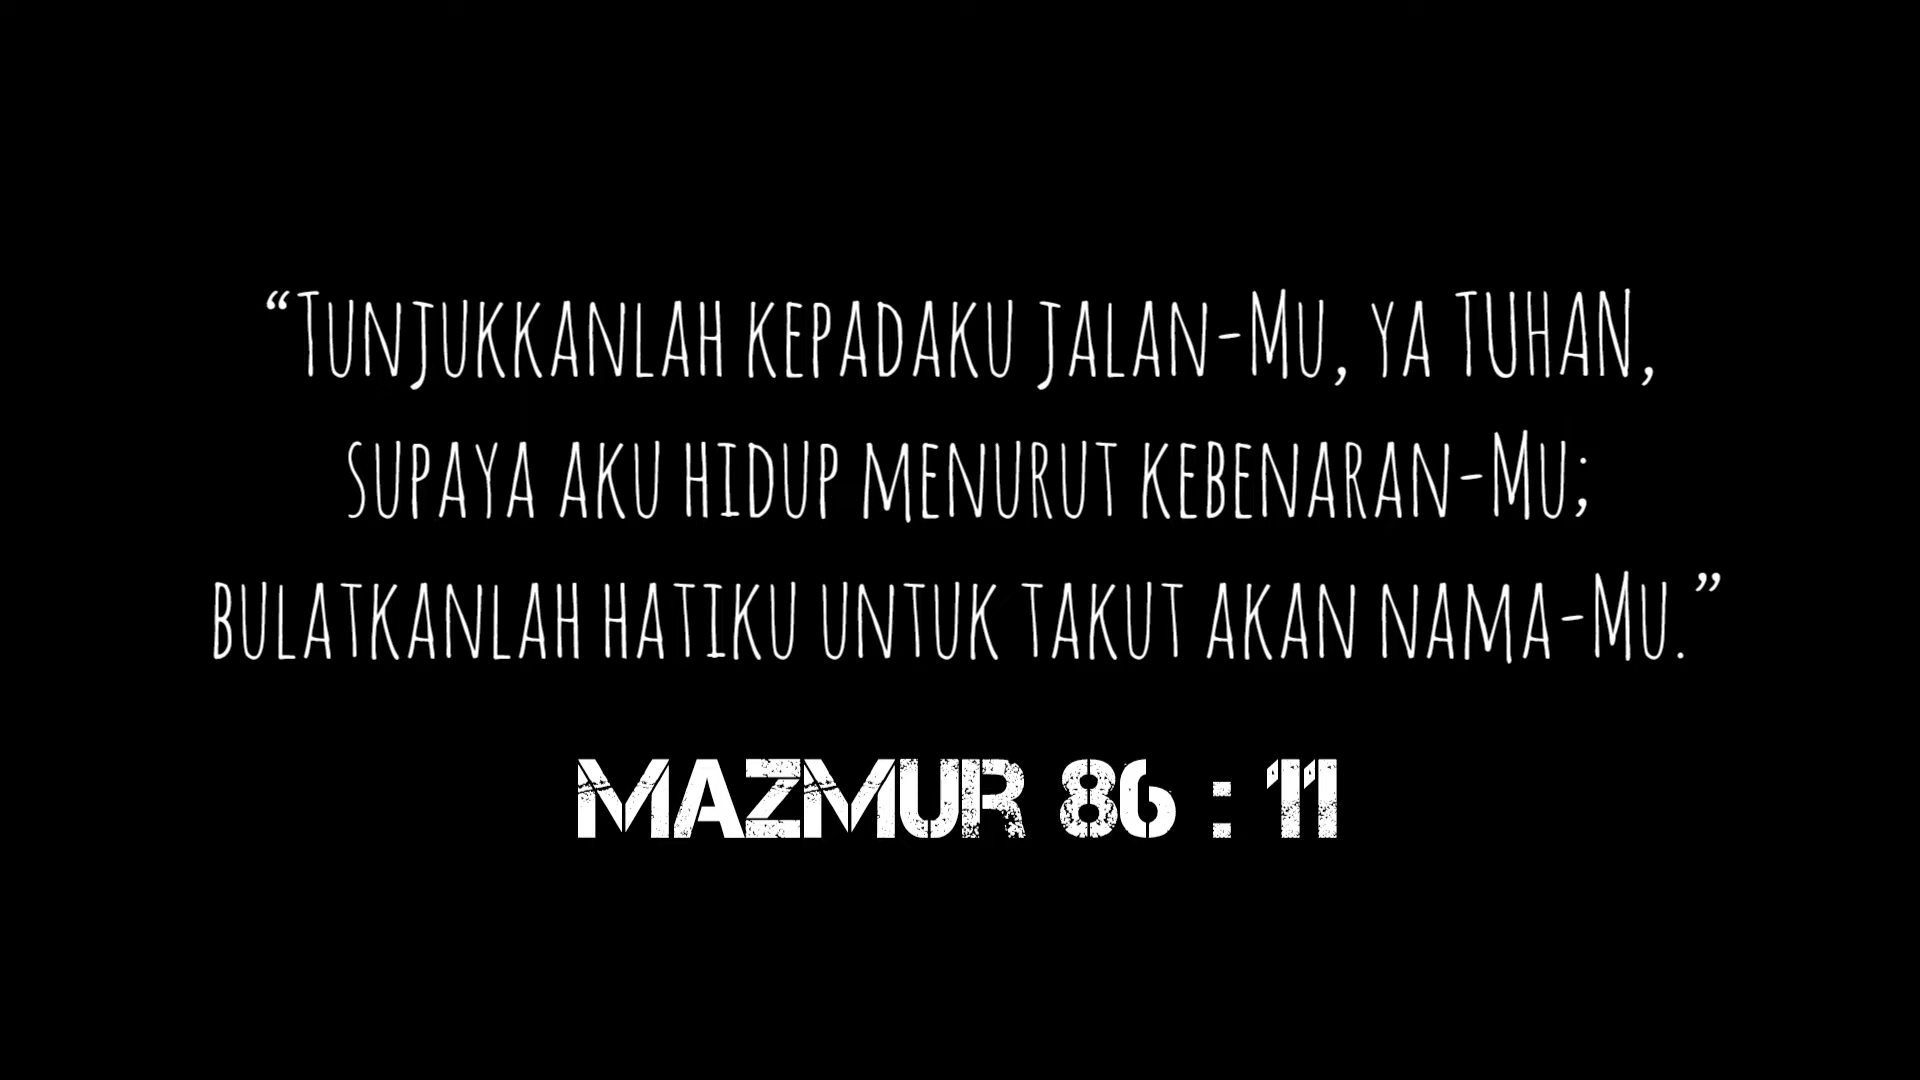 “Tunjukkanlah kepadaku jalan-Mu, ya TUHAN,
supaya aku hidup menurut kebenaran-Mu;
bulatkanlah hatiku untuk takut akan nama-Mu.”
MAZMUR 86 : 11